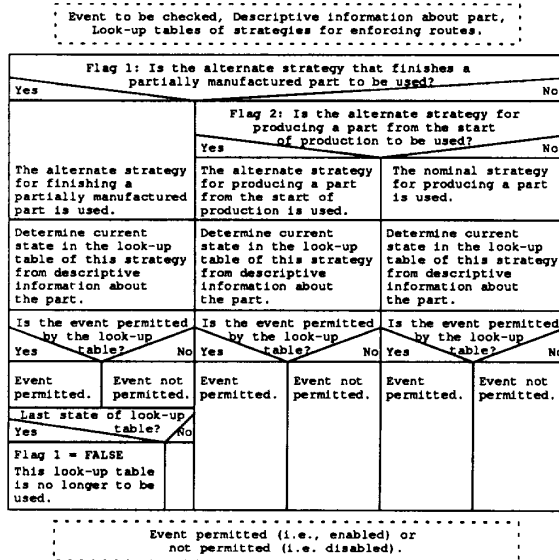 Event to be checked, Descriptive information about part,
Look-up tables of strategies for enforcing routes.
Flag 1: Is the alternate strategy that finishes a
partially manufactured part to be used?
Yes
No
Flag 2: Is the alternate strategy for
producing a part from the start
of production to be used?
Yes
No
The alternate strategy
for finishing a
partially manufactured
part is used.
The alternate strategy
for producing a part
from the start of
production is used.
The nominal strategy
for producing a part
is used.
Determine current
state in the look-up
table of this strategy
from descriptive
information about
the part.
Determine current
state in the look-up
table of this strategy
from descriptive
information about
the part.
Determine current
state in the look-up
table of this strategy
from descriptive
information about
the part.
Is the event permitted
by the look-up
table?
Yes
No
Is the event permitted
by the look-up
table?
Yes
No
Is the event permitted
by the look-up
table?
Yes
No
Event
permitted.
Event not
permitted.
Event
permitted.
Event not
permitted.
Event
permitted.
Event not
permitted.
Last state of look-up
table?
Yes
No
Flag 1 = FALSE
This look-up table
is no longer to be
used.
Event permitted (i.e., enabled) or
not permitted (i.e. disabled).